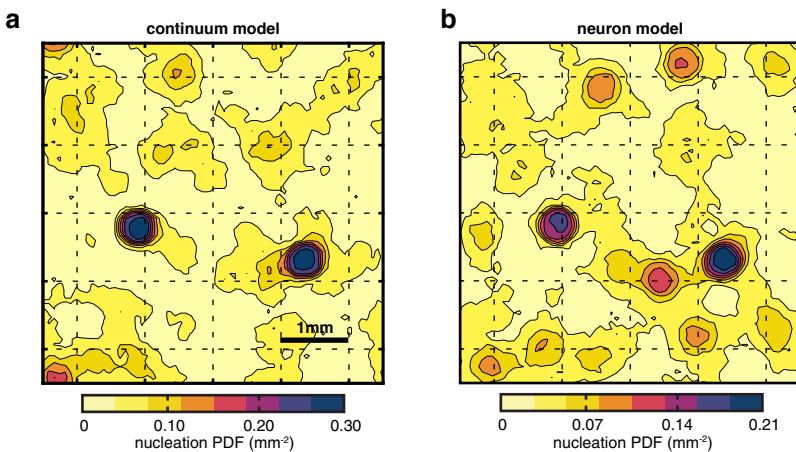 a
continuum model
1mm
0 0.10 0.20 0.30
nucleation PDF (mm⁻²)
b
neuron model
0 0.07 0.14 0.21
nucleation PDF (mm⁻²)